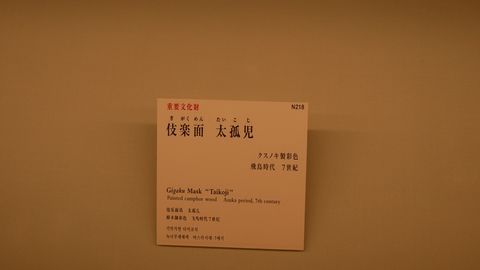 重要文化財
N218
ぎがくめん たいこじ
伎楽面 太孤児
クスノキ製彩色
飛鳥時代 7世紀
Gigaku Mask "Taikoji"
Painted camphor wood Asuka period, 7th century